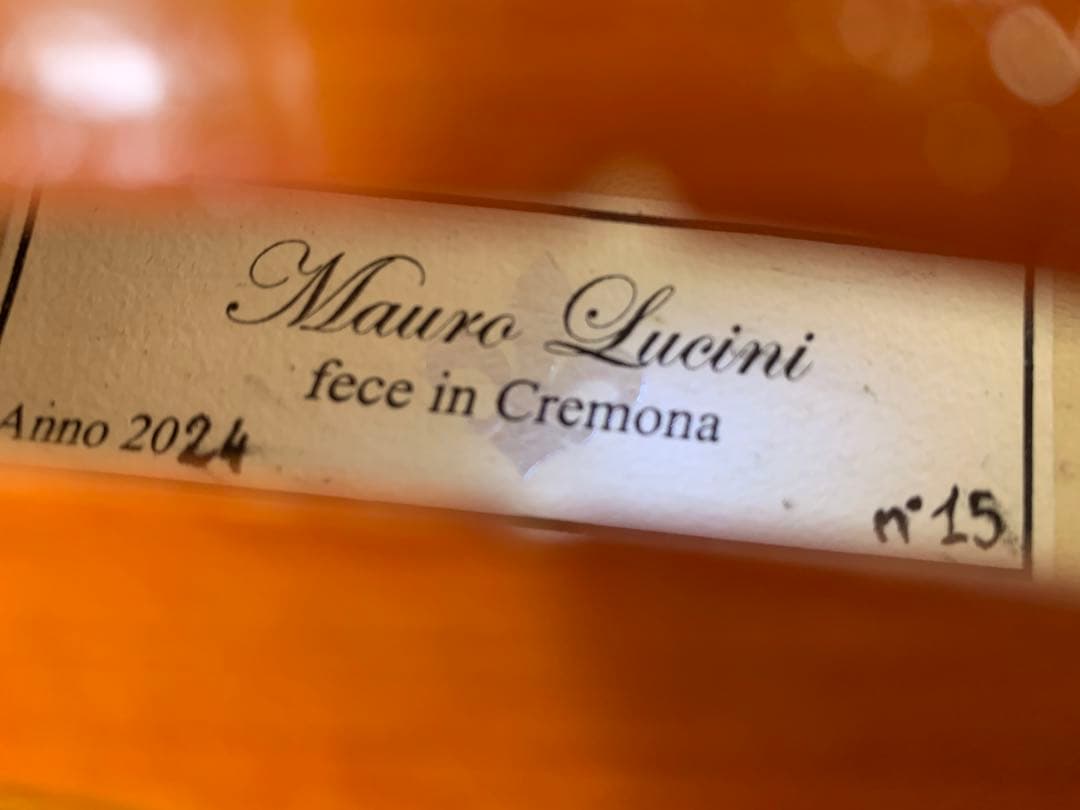 Mauro Lucini
fece in Cremona
Anno 2024
n° 15